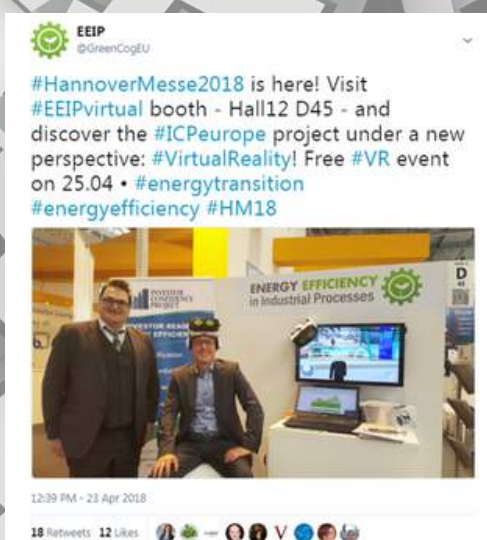 EEIP
@GreenCogEU
#HannoverMesse2018 is here! Visit
#EEIPvirtual booth - Hall12 D45 - and
discover the #ICPeurope project under a new
perspective: #VirtualReality! Free #VR event
on 25.04 • #energytransition
#energyefficiency #HM18
INVESTOR
CONFIDENCE
PROJECT
ENERGY EFFICIENCY
in Industrial Processes
D
12:39 PM - 23 Apr 2018
18 Retweets 12 Likes